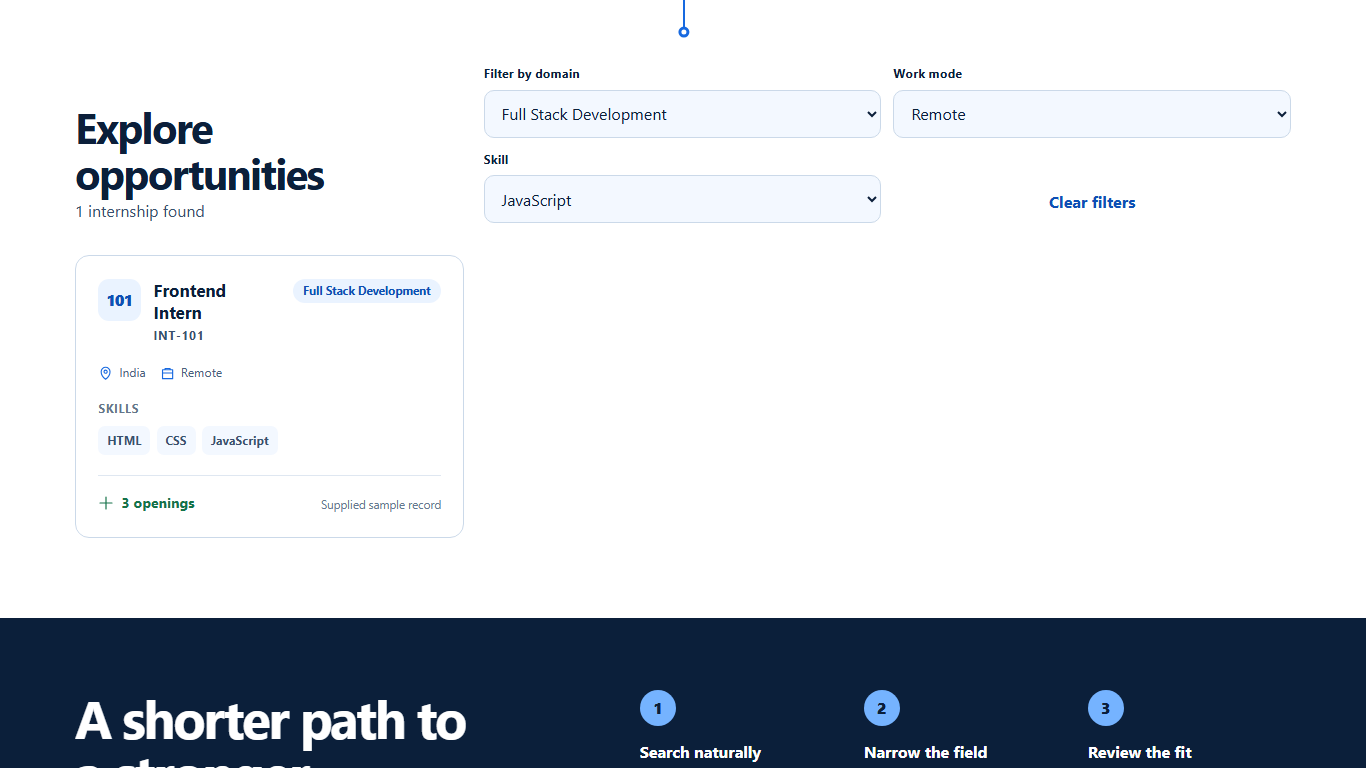 Filter by domain
Work mode
Full Stack Development
Remote
Explore
opportunities
1 internship found
Skill
JavaScript
Clear filters
101
Frontend
Intern
INT-101
Full Stack Development
India
Remote
SKILLS
HTML
CSS
JavaScript
3 openings
Supplied sample record
A shorter path to
a stronger
1
2
3
Search naturally
Narrow the field
Review the fit